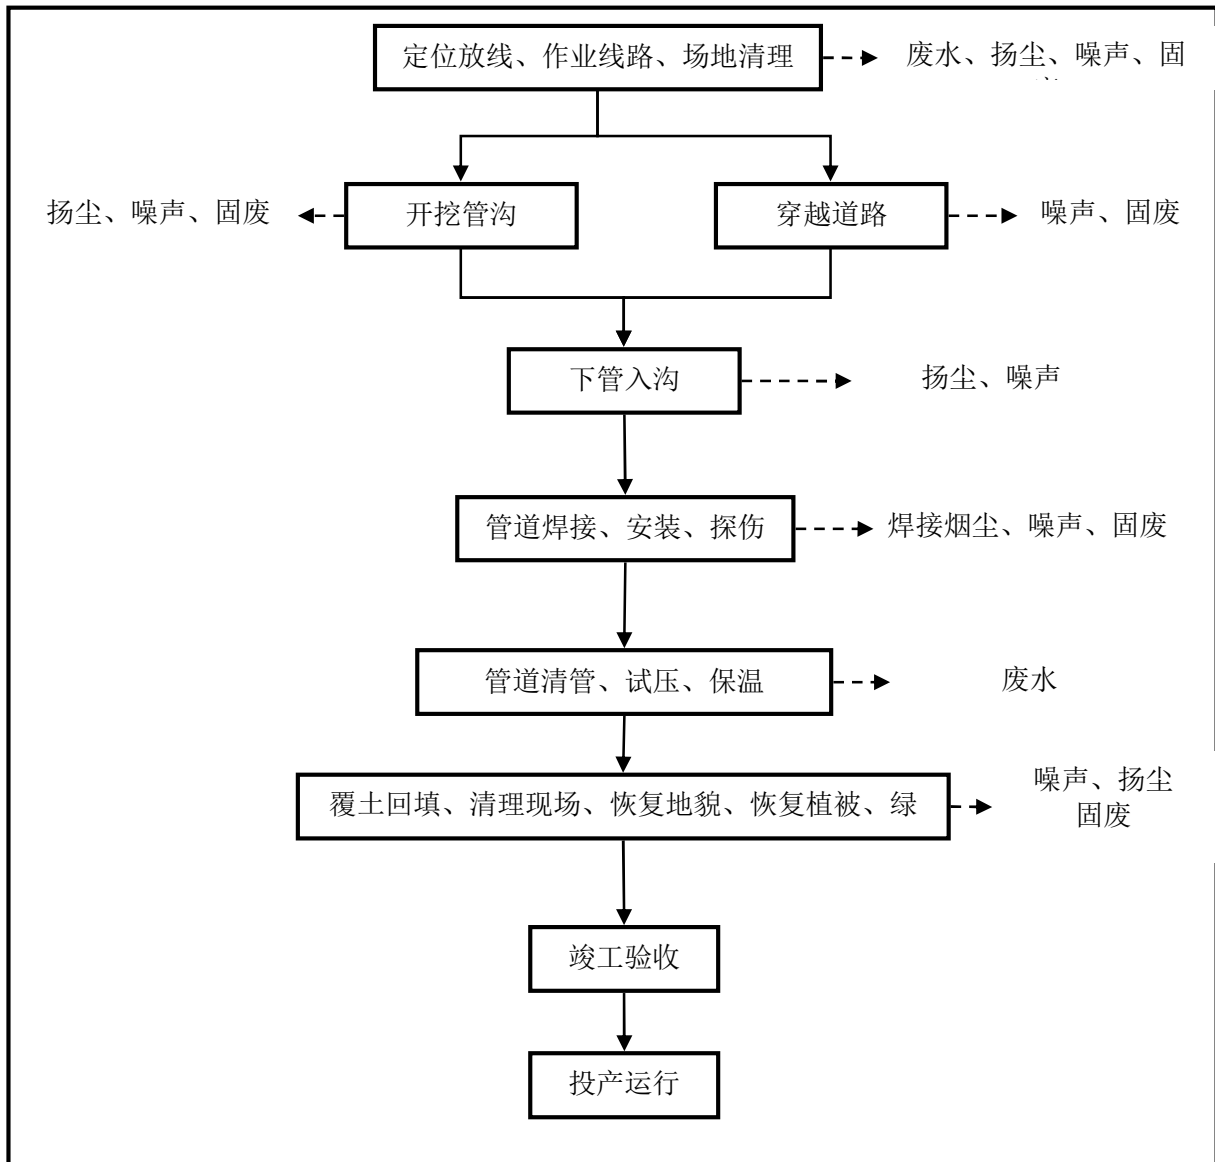 定位放线、作业线路、场地清理
废水、扬尘、噪声、固
扬尘、噪声、固废
开挖管沟
穿越道路
噪声、固废
下管入沟
扬尘、噪声
管道焊接、安装、探伤
焊接烟尘、噪声、固废
管道清管、试压、保温
废水
覆土回填、清理现场、恢复地貌、恢复植被、绿
噪声、扬尘
固废
竣工验收
投产运行